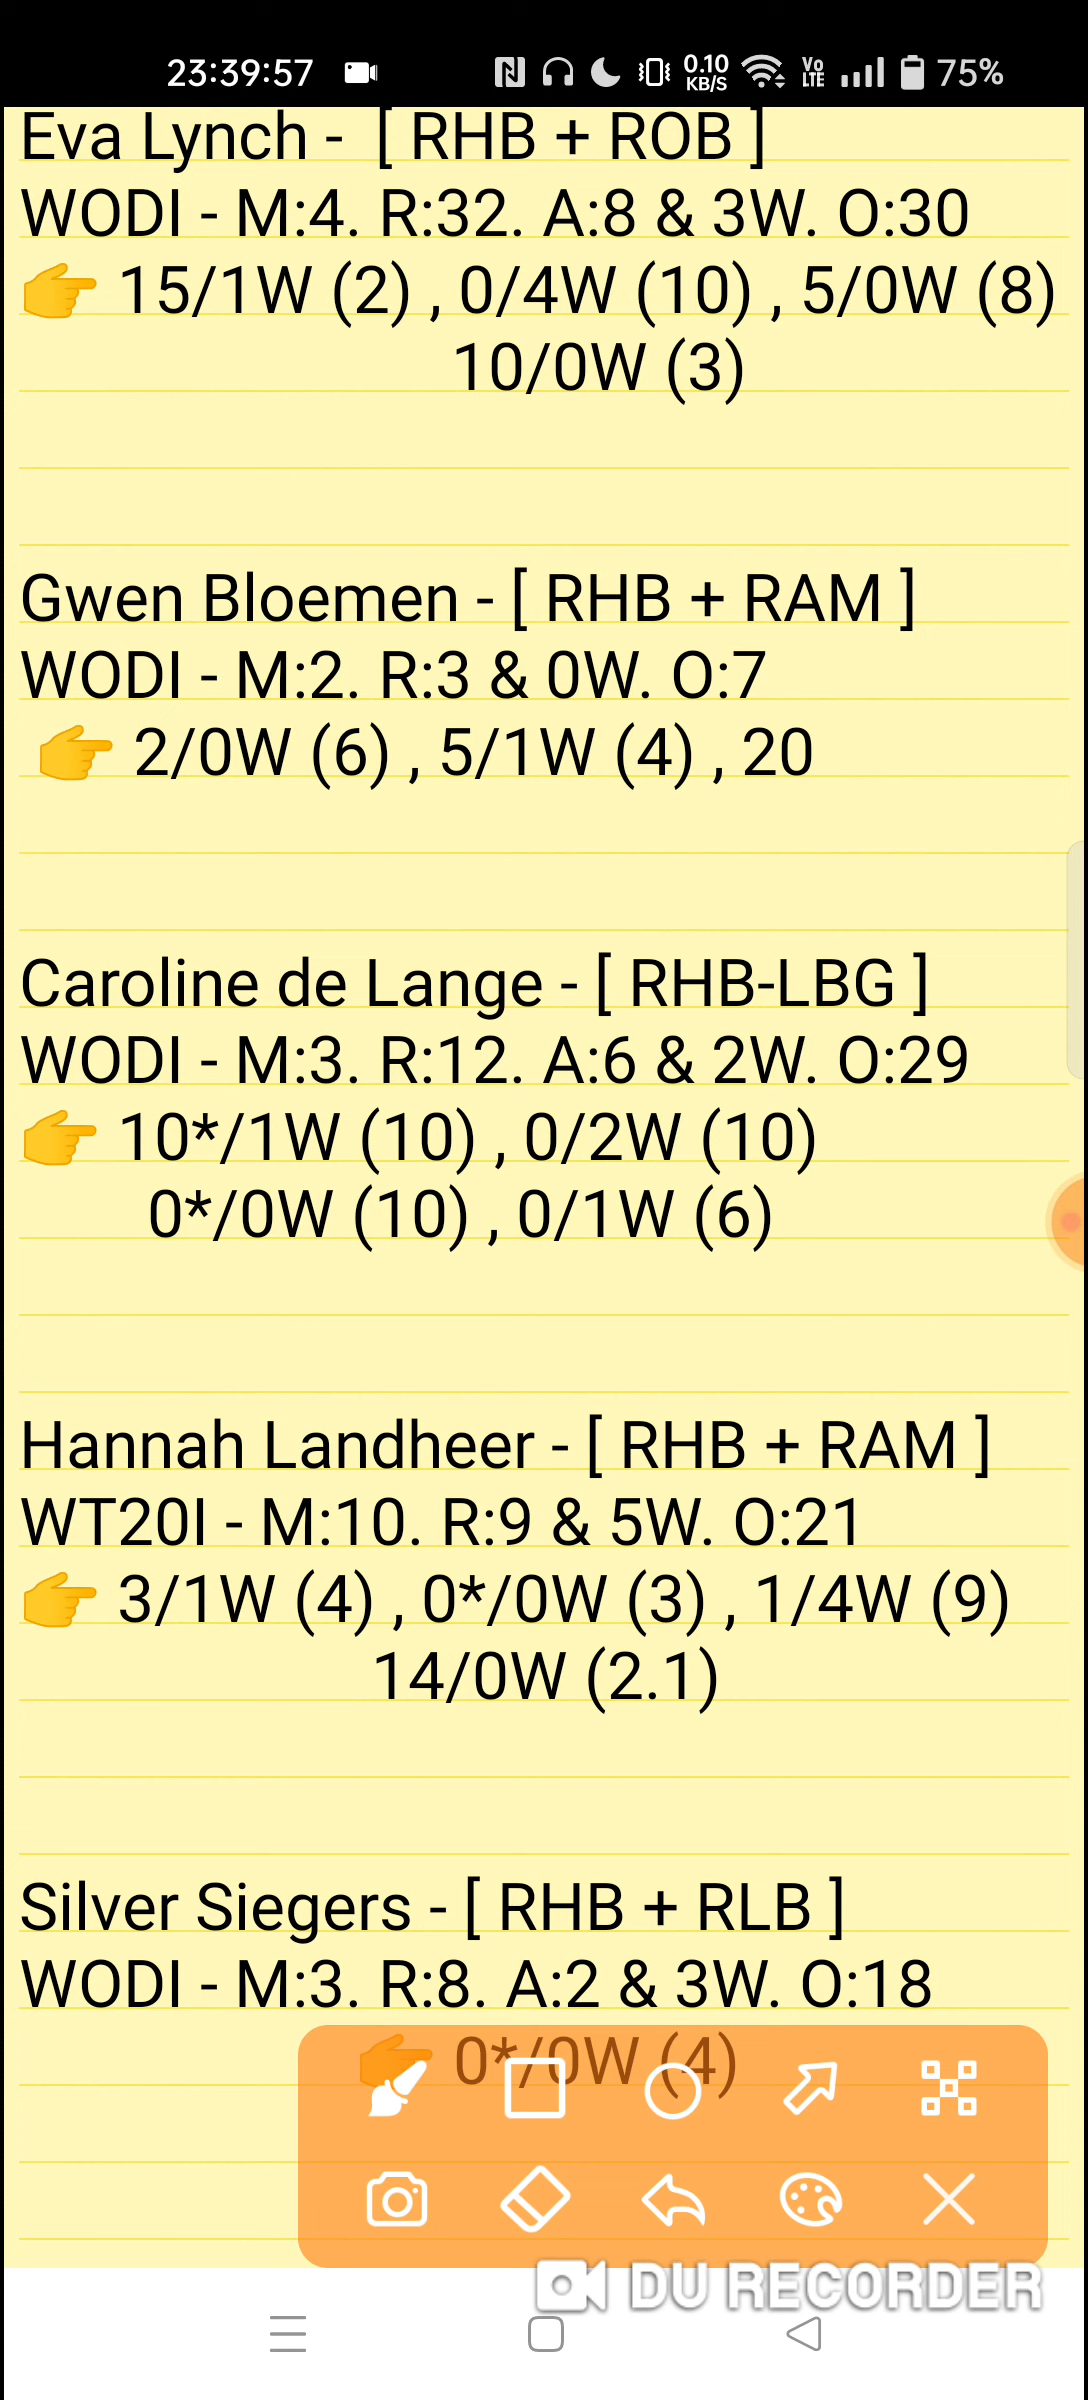 23:39:57 0.10 KB/S Vo LTE 75%
Eva Lynch - [ RHB + ROB ]
WODI - M:4. R:32. A:8 & 3W. O:30
👉 15/1W (2) , 0/4W (10) , 5/0W (8)
10/0W (3)
Gwen Bloemen - [ RHB + RAM ]
WODI - M:2. R:3 & 0W. O:7
👉 2/0W (6) , 5/1W (4) , 20
Caroline de Lange - [ RHB-LBG ]
WODI - M:3. R:12. A:6 & 2W. O:29
👉 10*/1W (10) , 0/2W (10)
0*/0W (10) , 0/1W (6)
Hannah Landheer - [ RHB + RAM ]
WT20I - M:10. R:9 & 5W. O:21
👉 3/1W (4) , 0*/0W (3) , 1/4W (9)
14/0W (2.1)
Silver Siegers - [ RHB + RLB ]
WODI - M:3. R:8. A:2 & 3W. O:18
👉 0*/0W (4)
DU RECORDER